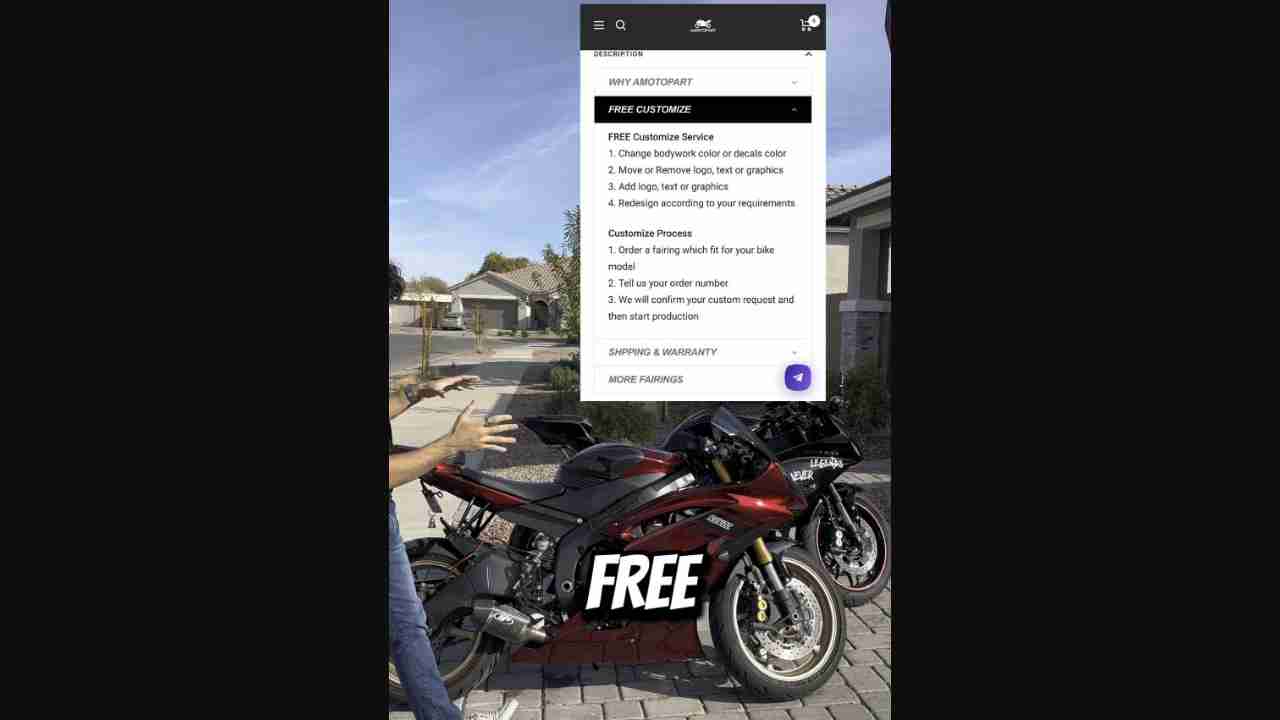 AMOTOPART
DESCRIPTION
WHY AMOTOPART
FREE CUSTOMIZE
FREE Customize Service
1. Change bodywork color or decals color
2. Move or Remove logo, text or graphics
3. Add logo, text or graphics
4. Redesign according to your requirements
Customize Process
1. Order a fairing which fit for your bike
model
2. Tell us your order number
3. We will confirm your custom request and
then start production
SHPPING & WARRANTY
MORE FAIRINGS
LEGENDS
NEVER
FREE